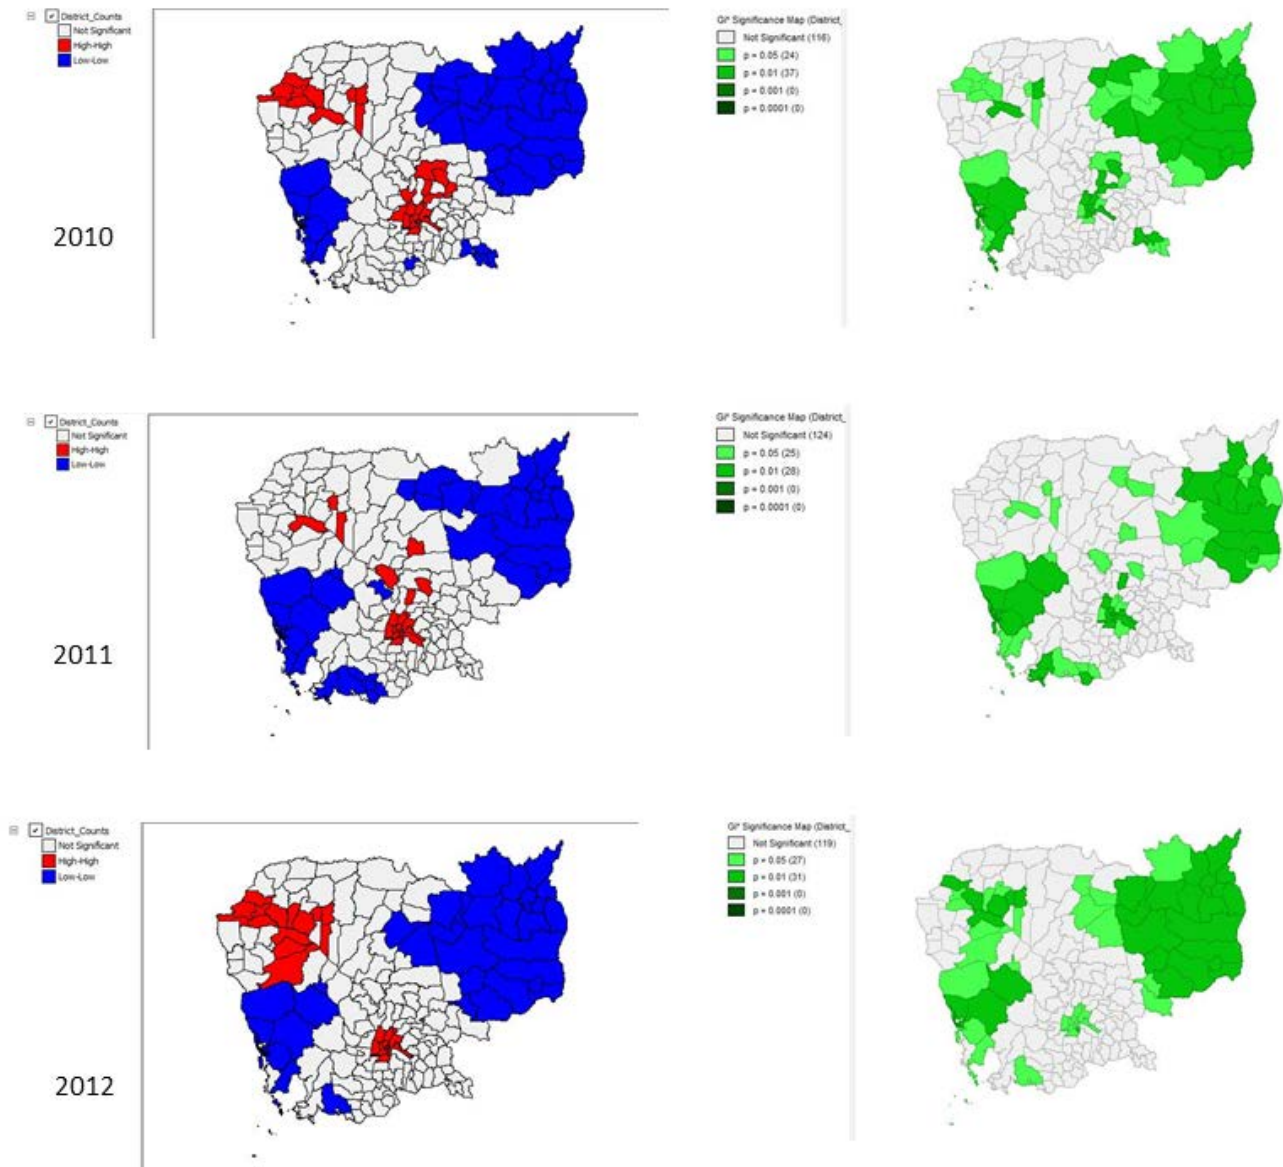 District_Counts
Not Significant
High-High
Low-Low
2010
Gi* Significance Map (District_
Not Significant (116)
p = 0.05 (24)
p = 0.01 (37)
p = 0.001 (0)
p = 0.0001 (0)
District_Counts
Not Significant
High-High
Low-Low
2011
Gi* Significance Map (District_
Not Significant (124)
p = 0.05 (25)
p = 0.01 (28)
p = 0.001 (0)
p = 0.0001 (0)
District_Counts
Not Significant
High-High
Low-Low
2012
Gi* Significance Map (District_
Not Significant (119)
p = 0.05 (27)
p = 0.01 (31)
p = 0.001 (0)
p = 0.0001 (0)